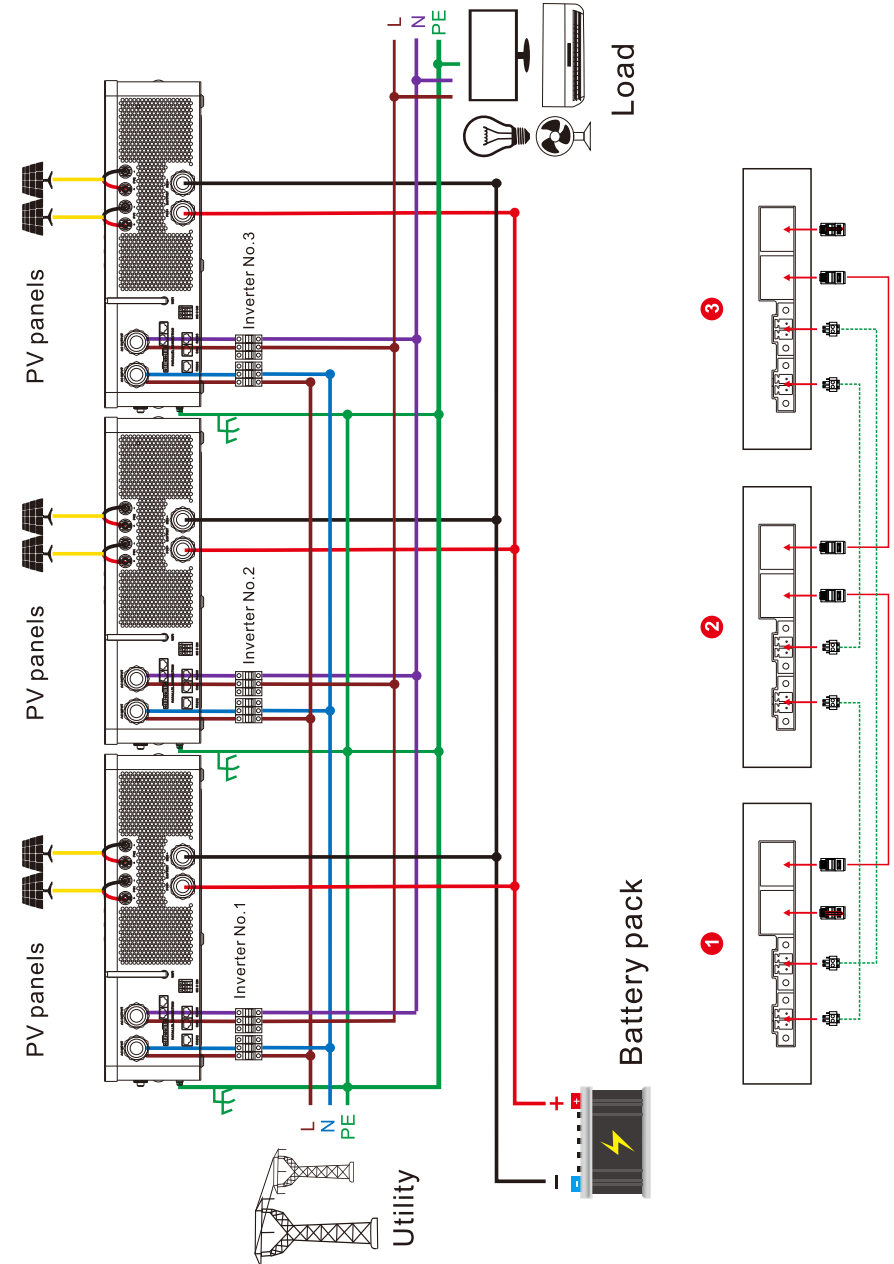 PV panels
PV panels
PV panels
Inverter No.1
Inverter No.2
Inverter No.3
L
N
PE
Load
L
N
PE
Utility
+
−
Battery pack
1
2
3